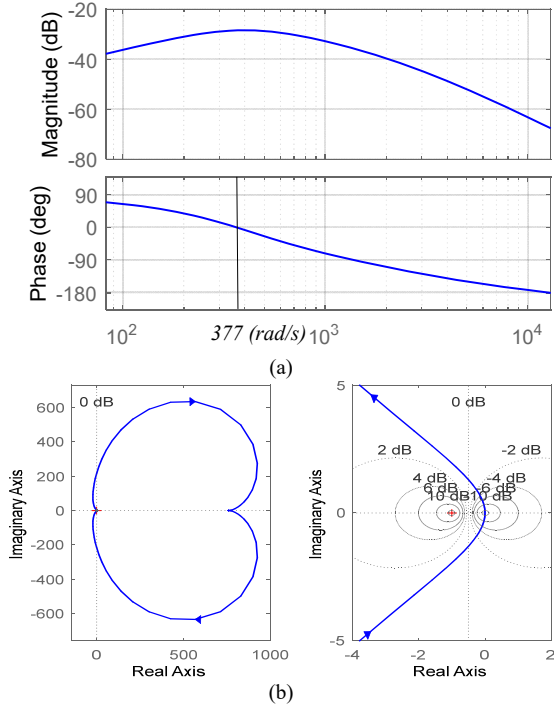 -20
-40
-60
-80
Magnitude (dB)
90
0
-90
-180
Phase (deg)
10^2
377 (rad/s)
10^3
10^4
(a)
0 dB
600
400
200
0
-200
-400
-600
Imaginary Axis
0
500
1000
Real Axis
5
0
-5
Imaginary Axis
0 dB
2 dB
-2 dB
4 dB
-4 dB
6 dB
-6 dB
10 dB
-10 dB
-4
-2
0
2
Real Axis
(b)